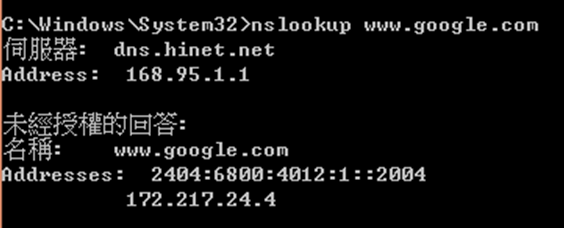 C:\Windows\System32>nslookup www.google.com
伺服器:  dns.hinet.net
Address:  168.95.1.1
未經授權的回答:
名稱:    www.google.com
Addresses:  2404:6800:4012:1::2004
172.217.24.4